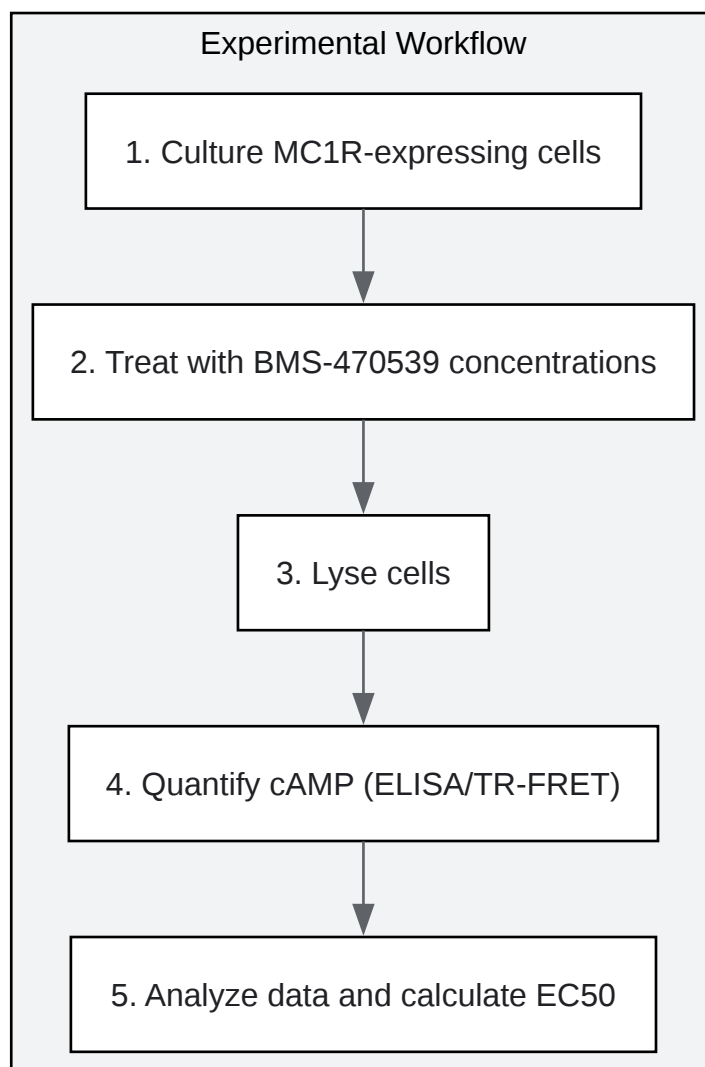 Experimental Workflow
1. Culture MC1R-expressing cells
2. Treat with BMS-470539 concentrations
3. Lyse cells
4. Quantify cAMP (ELISA/TR-FRET)
5. Analyze data and calculate EC50